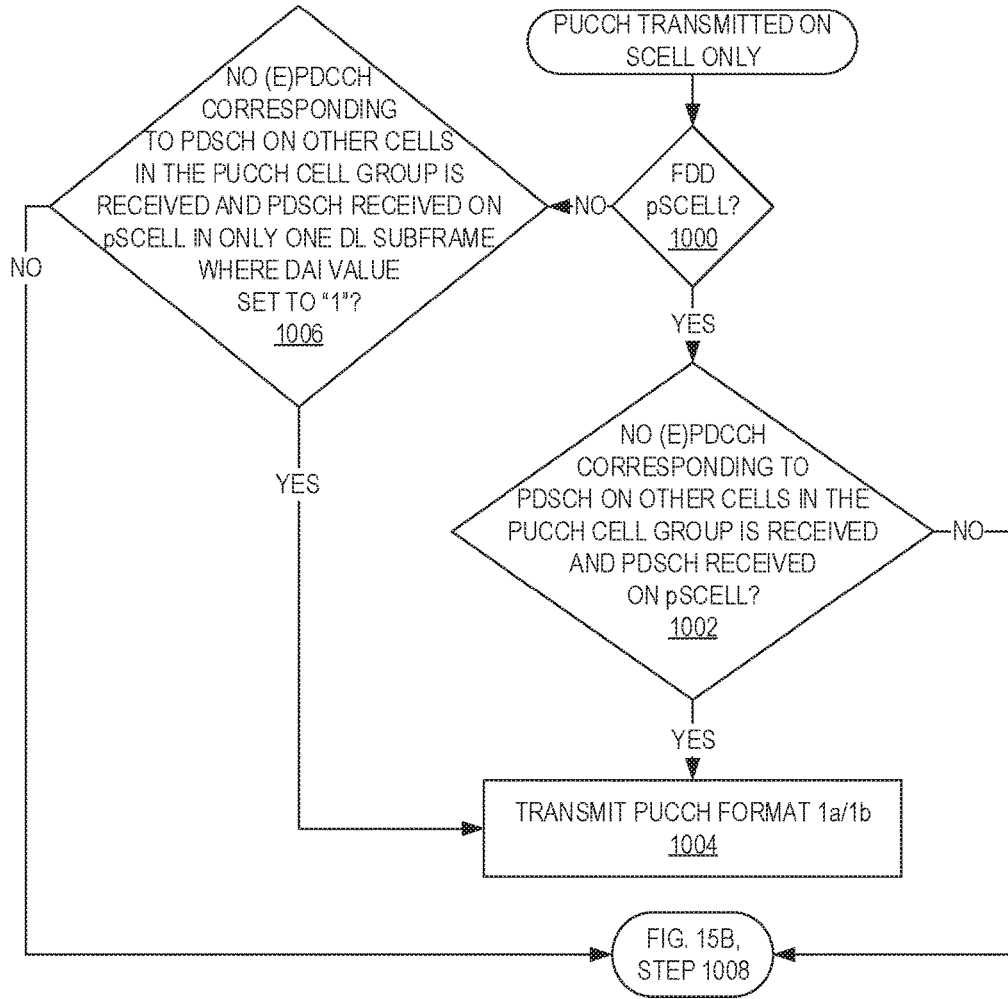 PUCCH TRANSMITTED ON
SCELL ONLY
FDD
pSCELL?
1000
NO
YES
NO (E)PDCCH
CORRESPONDING
TO PDSCH ON OTHER CELLS
IN THE PUCCH CELL GROUP IS
RECEIVED AND PDSCH RECEIVED ON
pSCELL IN ONLY ONE DL SUBFRAME
WHERE DAI VALUE
SET TO "1"?
1006
NO
YES
NO (E)PDCCH
CORRESPONDING TO
PDSCH ON OTHER CELLS IN THE
PUCCH CELL GROUP IS RECEIVED
AND PDSCH RECEIVED
ON pSCELL?
1002
NO
YES
TRANSMIT PUCCH FORMAT 1a/1b
1004
FIG. 15B,
STEP 1008